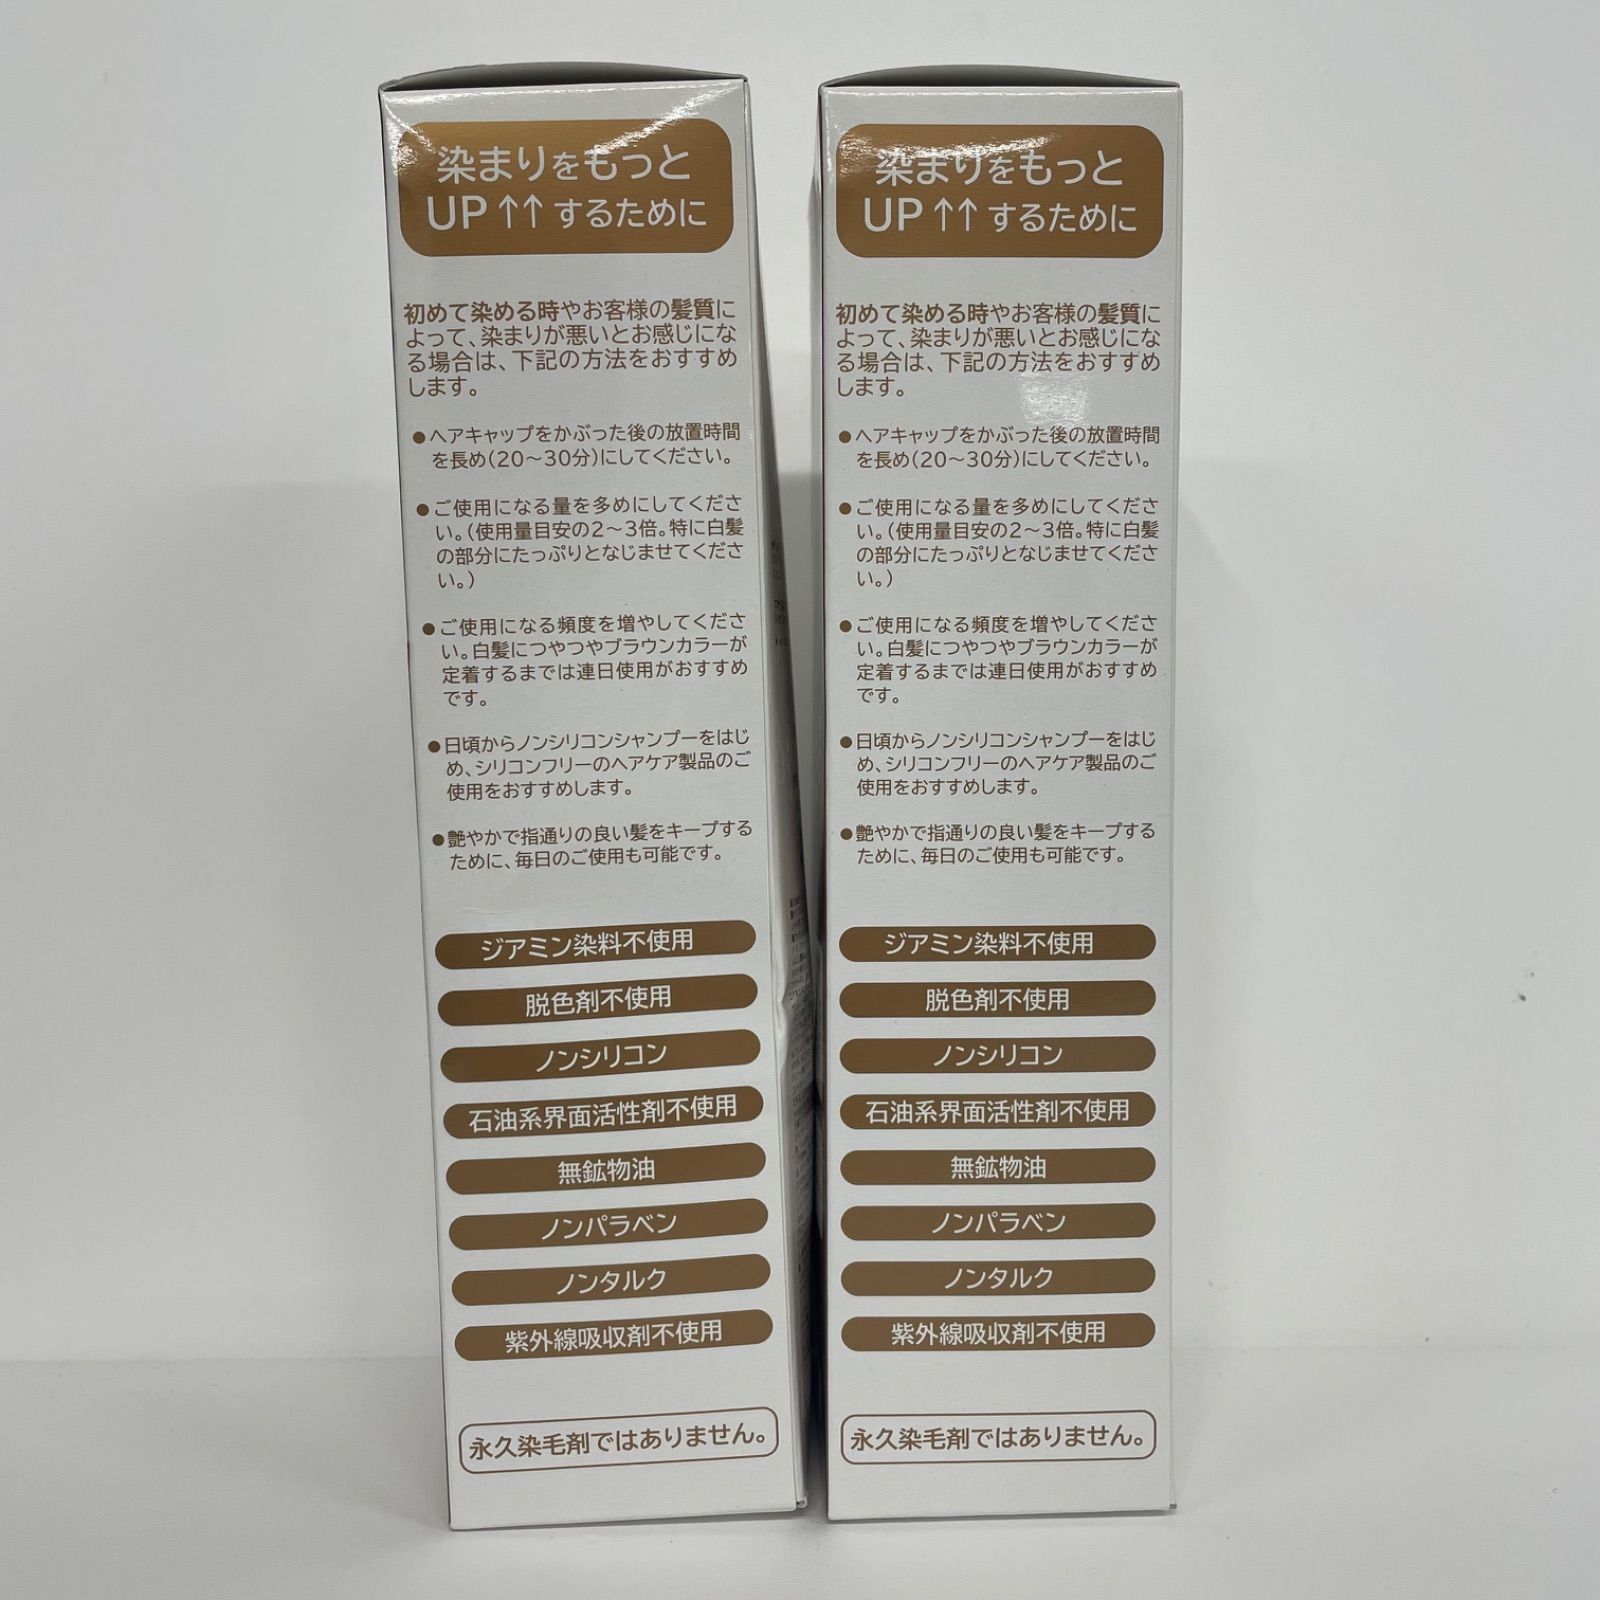 染まりをもっと
UP↑↑するために
初めて染める時やお客様の髪質に
よって、染まりが悪いとお感じにな
る場合は、下記の方法をおすすめ
します。
●ヘアキャップをかぶった後の放置時間
を長め(20～30分)にしてください。
●ご使用になる量を多めにしてくださ
い。(使用量目安の2～3倍。特に白髪
の部分にたっぷりとなじませてくださ
い。)
●ご使用になる頻度を増やしてくださ
い。白髪につやつやブラウンカラーが
定着するまでは連日使用がおすすめ
です。
●日頃からノンシリコンシャンプーをはじ
め、シリコンフリーのヘアケア製品のご
使用をおすすめします。
●艶やかで指通りの良い髪をキープする
ために、毎日のご使用も可能です。
ジアミン染料不使用
脱色剤不使用
ノンシリコン
石油系界面活性剤不使用
無鉱物油
ノンパラベン
ノンタルク
紫外線吸収剤不使用
永久染毛剤ではありません。
染まりをもっと
UP↑↑するために
初めて染める時やお客様の髪質に
よって、染まりが悪いとお感じにな
る場合は、下記の方法をおすすめ
します。
●ヘアキャップをかぶった後の放置時間
を長め(20～30分)にしてください。
●ご使用になる量を多めにしてくださ
い。(使用量目安の2～3倍。特に白髪
の部分にたっぷりとなじませてくださ
い。)
●ご使用になる頻度を増やしてくださ
い。白髪につやつやブラウンカラーが
定着するまでは連日使用がおすすめ
です。
●日頃からノンシリコンシャンプーをはじ
め、シリコンフリーのヘアケア製品のご
使用をおすすめします。
●艶やかで指通りの良い髪をキープする
ために、毎日のご使用も可能です。
ジアミン染料不使用
脱色剤不使用
ノンシリコン
石油系界面活性剤不使用
無鉱物油
ノンパラベン
ノンタルク
紫外線吸収剤不使用
永久染毛剤ではありません。